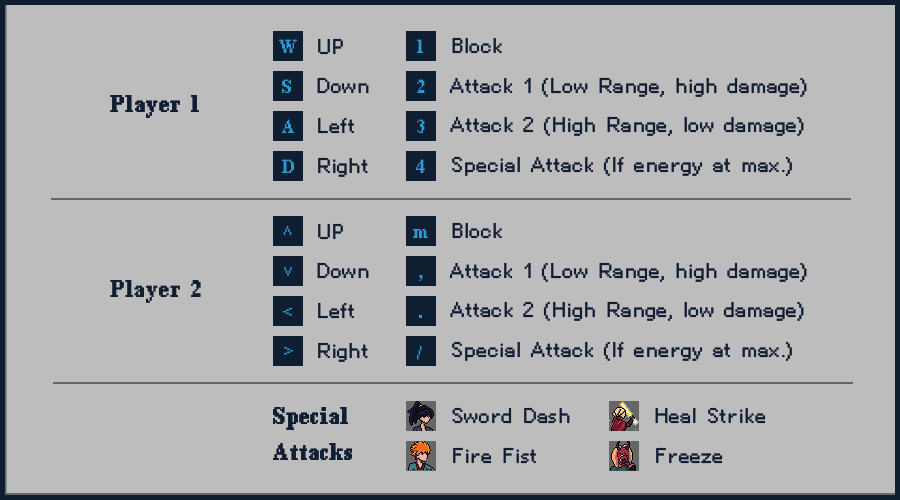 W UP 1 Block
S Down 2 Attack 1 (Low Range, high damage)
Player 1
A Left 3 Attack 2 (High Range, low damage)
D Right 4 Special Attack (If energy at max.)
^ UP m Block
v Down , Attack 1 (Low Range, high damage)
Player 2
< Left . Attack 2 (High Range, low damage)
> Right / Special Attack (If energy at max.)
Special Sword Dash Heal Strike
Attacks Fire Fist Freeze